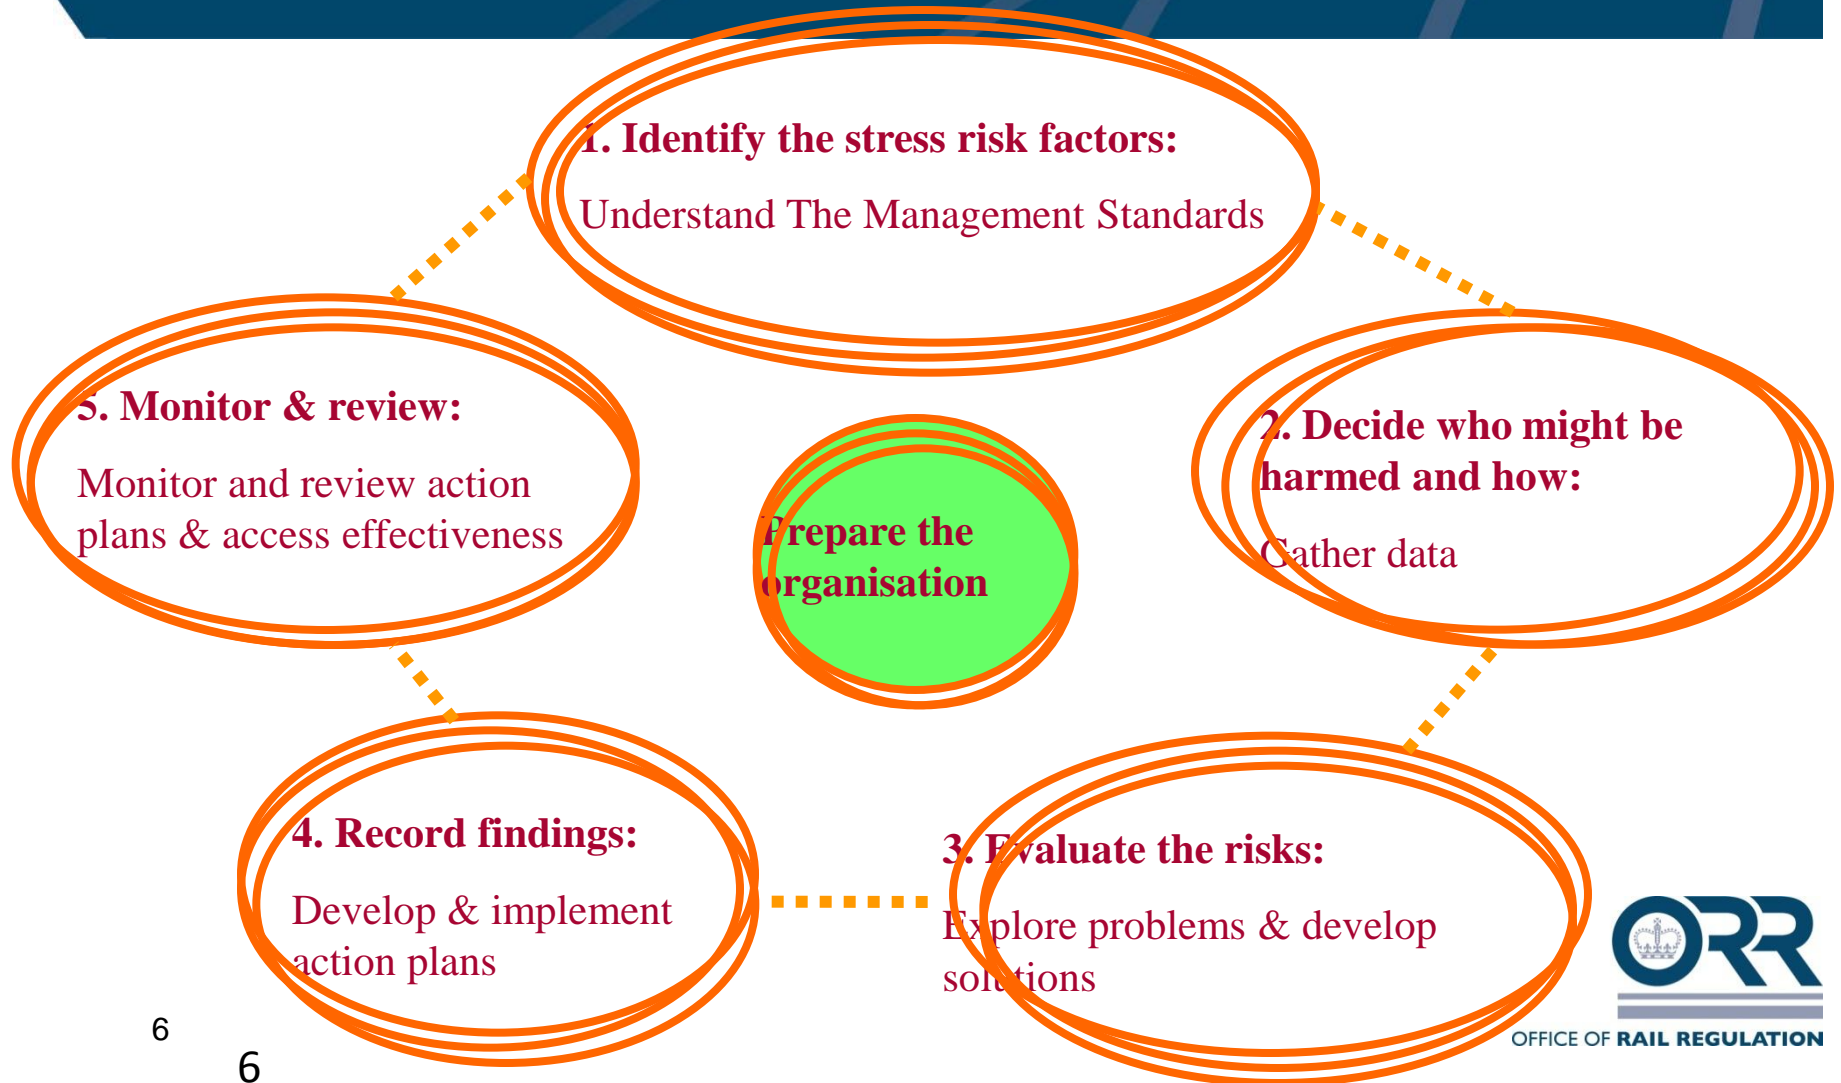 1. Identify the stress risk factors:
Understand The Management Standards
5. Monitor & review:
Monitor and review action
plans & access effectiveness
2. Decide who might be
harmed and how:
Gather data
Prepare the
organisation
4. Record findings:
Develop & implement
action plans
3. Evaluate the risks:
Explore problems & develop
solutions
ORR
OFFICE OF RAIL REGULATION
6
6